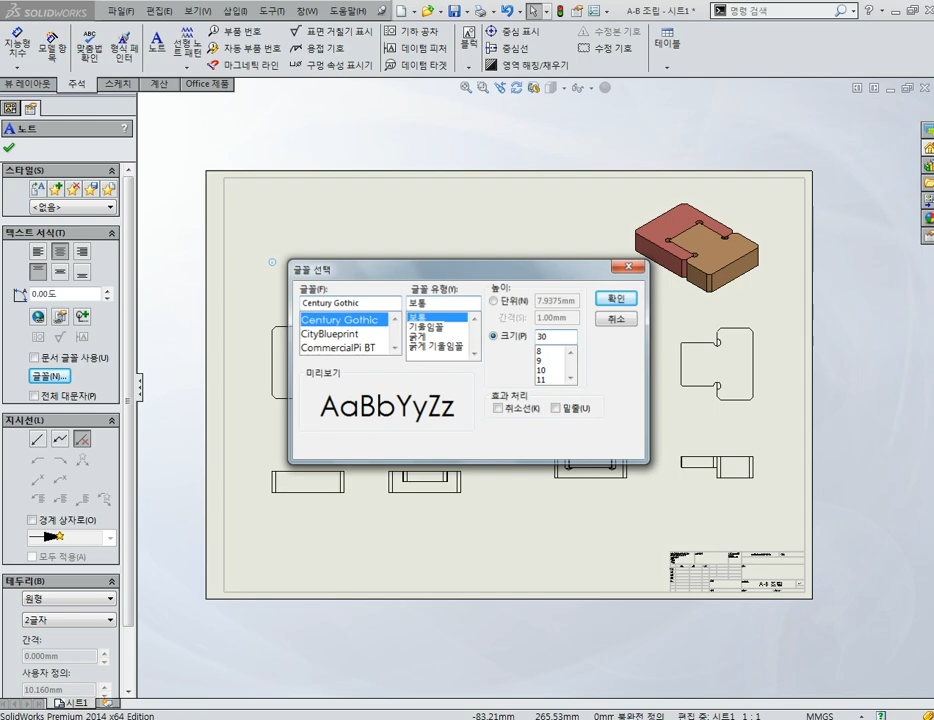 SOLIDWORKS 파일(F) 편집(E) 보기(V) 삽입(I) 도구(T) 창(W) 도움말(H) A-B 조립 - 시트1 * 명령 검색
지능형 치수
모델 항목
맞춤법 확인
형식 페인터
노트
선형 노트 패턴
부품 번호
자동 부품 번호
마그네틱 라인
표면 거칠기 표시
용접 기호
구멍 속성 표시기
기하 공차
데이텀 피처
데이텀 타겟
블럭
중심 표시
중심선
영역 해칭/채우기
수정본 기호
수정 기호
테이블
뷰 레이아웃 주석 스케치 계산 Office 제품
노트 ?
스타일(S)
<없음>
텍스트 서식(T)
0.00도
문서 글꼴 사용(U)
글꼴(N)...
전체 대문자(P)
지시선(L)
경계 상자로(O)
모두 적용(A)
테두리(B)
원형
2글자
간격:
0.000mm
사용자 정의:
10.160mm
글꼴 선택
글꼴(F):
Century Gothic
Century Gothic
CityBlueprint
CommercialPi BT
글꼴 유형(Y):
보통
보통
기울임꼴
굵게
굵게 기울임꼴
높이:
단위(N) 7.9375mm
간격(S): 1.00mm
크기(P) 30
8
9
10
11
확인
취소
미리보기
AaBbYyZz
효과 처리
취소선(K) 밑줄(U)
A-B 조립
시트1
SolidWorks Premium 2014 x64 Edition -83.21mm 265.53mm 0mm 불완전 정의 편집 중: 시트1 1 : 1 MMGS